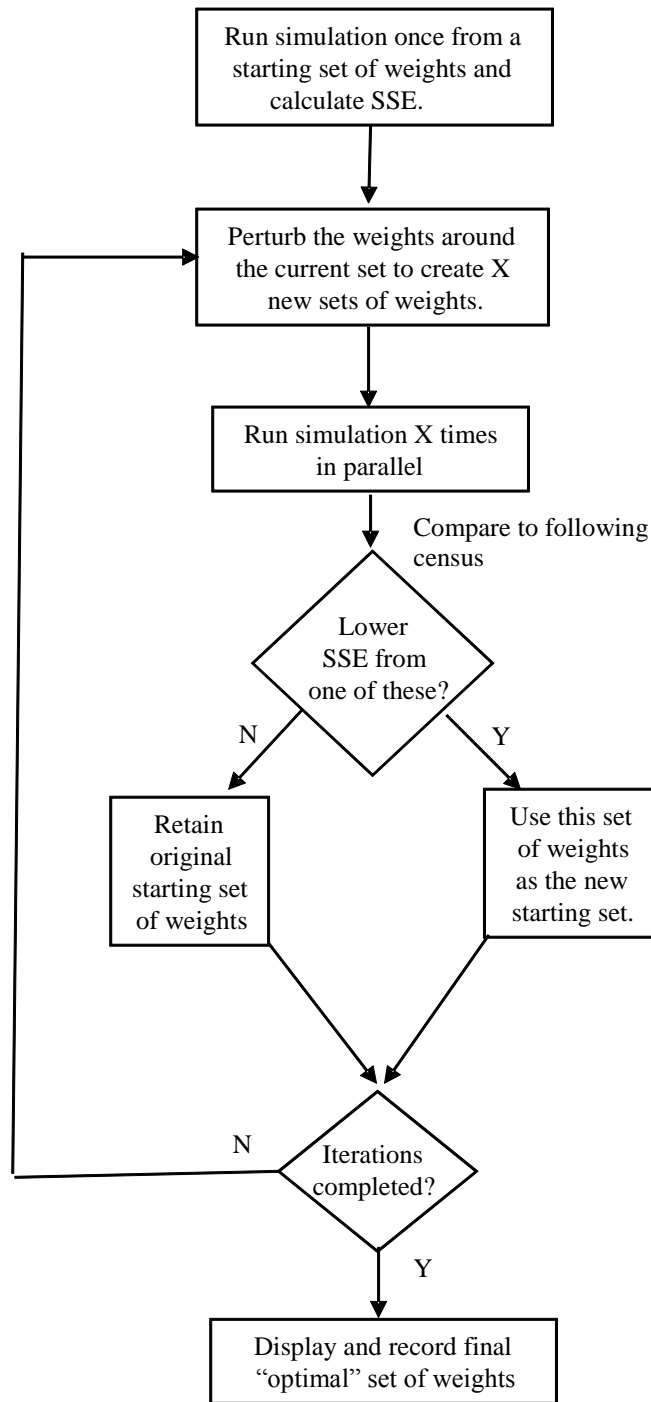 Run simulation once from a
starting set of weights and
calculate SSE.
Perturb the weights around
the current set to create X
new sets of weights.
Run simulation X times
in parallel
Compare to following
census
Lower
SSE from
one of these?
N
Y
Retain
original
starting set
of weights
Use this set
of weights
as the new
starting set.
N
Iterations
completed?
Y
Display and record final
“optimal” set of weights